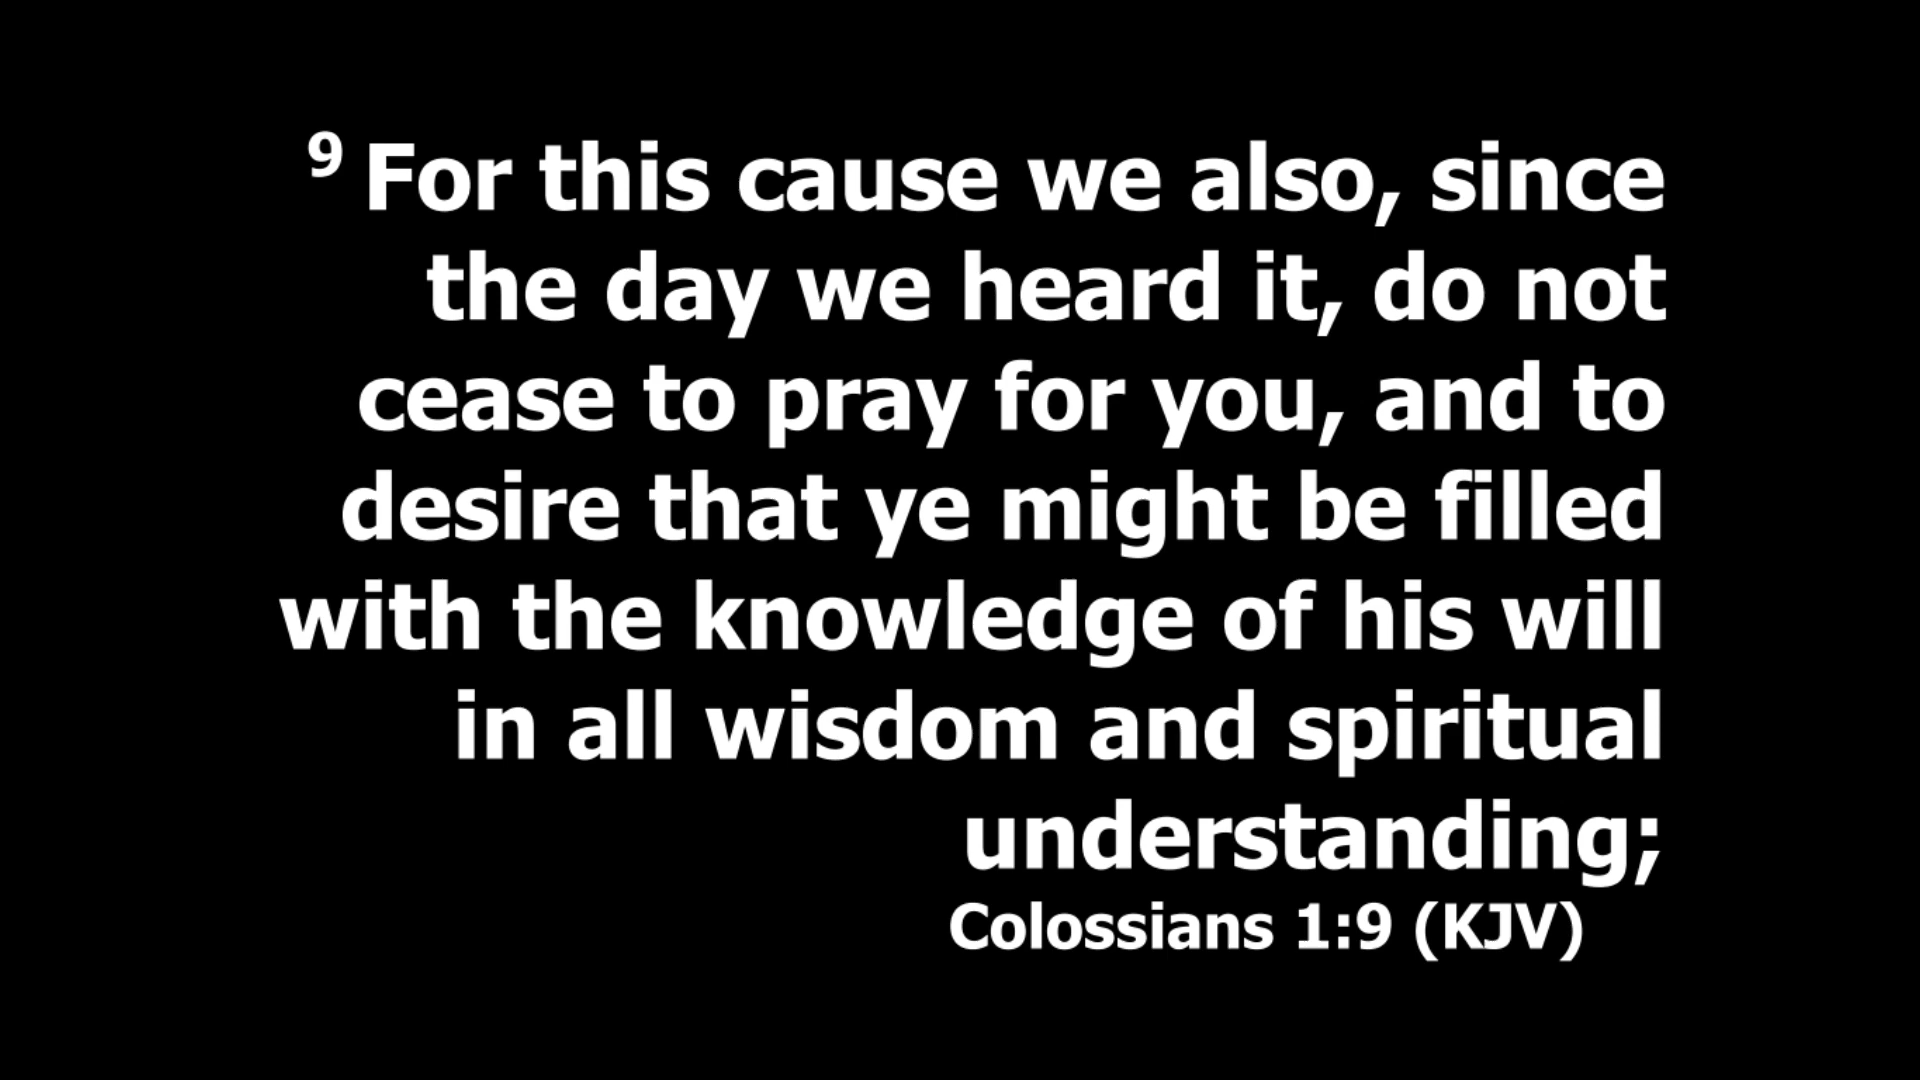 9 For this cause we also, since
the day we heard it, do not
cease to pray for you, and to
desire that ye might be filled
with the knowledge of his will
in all wisdom and spiritual
understanding;
Colossians 1:9 (KJV)